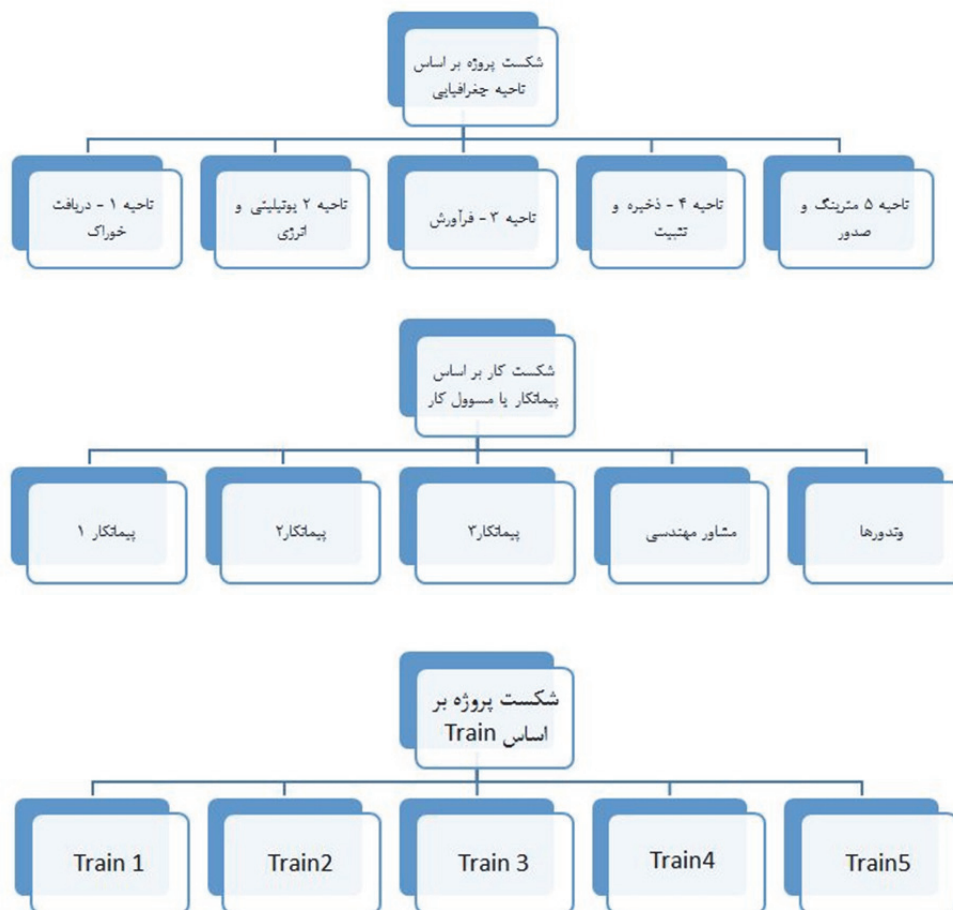 شکست پروژه بر اساس
ناحیه جغرافیایی
ناحیه ۱ - دریافت
خوراک
ناحیه ۲ یوتیلیتی و
انرژی
ناحیه ۳ - فرآورش
ناحیه ۴ - ذخیره و
تثبیت
ناحیه ۵ مترینگ و
صدور
شکست کار بر اساس
پیمانکار یا مسوول کار
پیمانکار ۱
پیمانکار۲
پیمانکار۳
مشاور مهندسی
وندورها
شکست پروژه بر
اساس Train
Train 1
Train2
Train 3
Train4
Train5